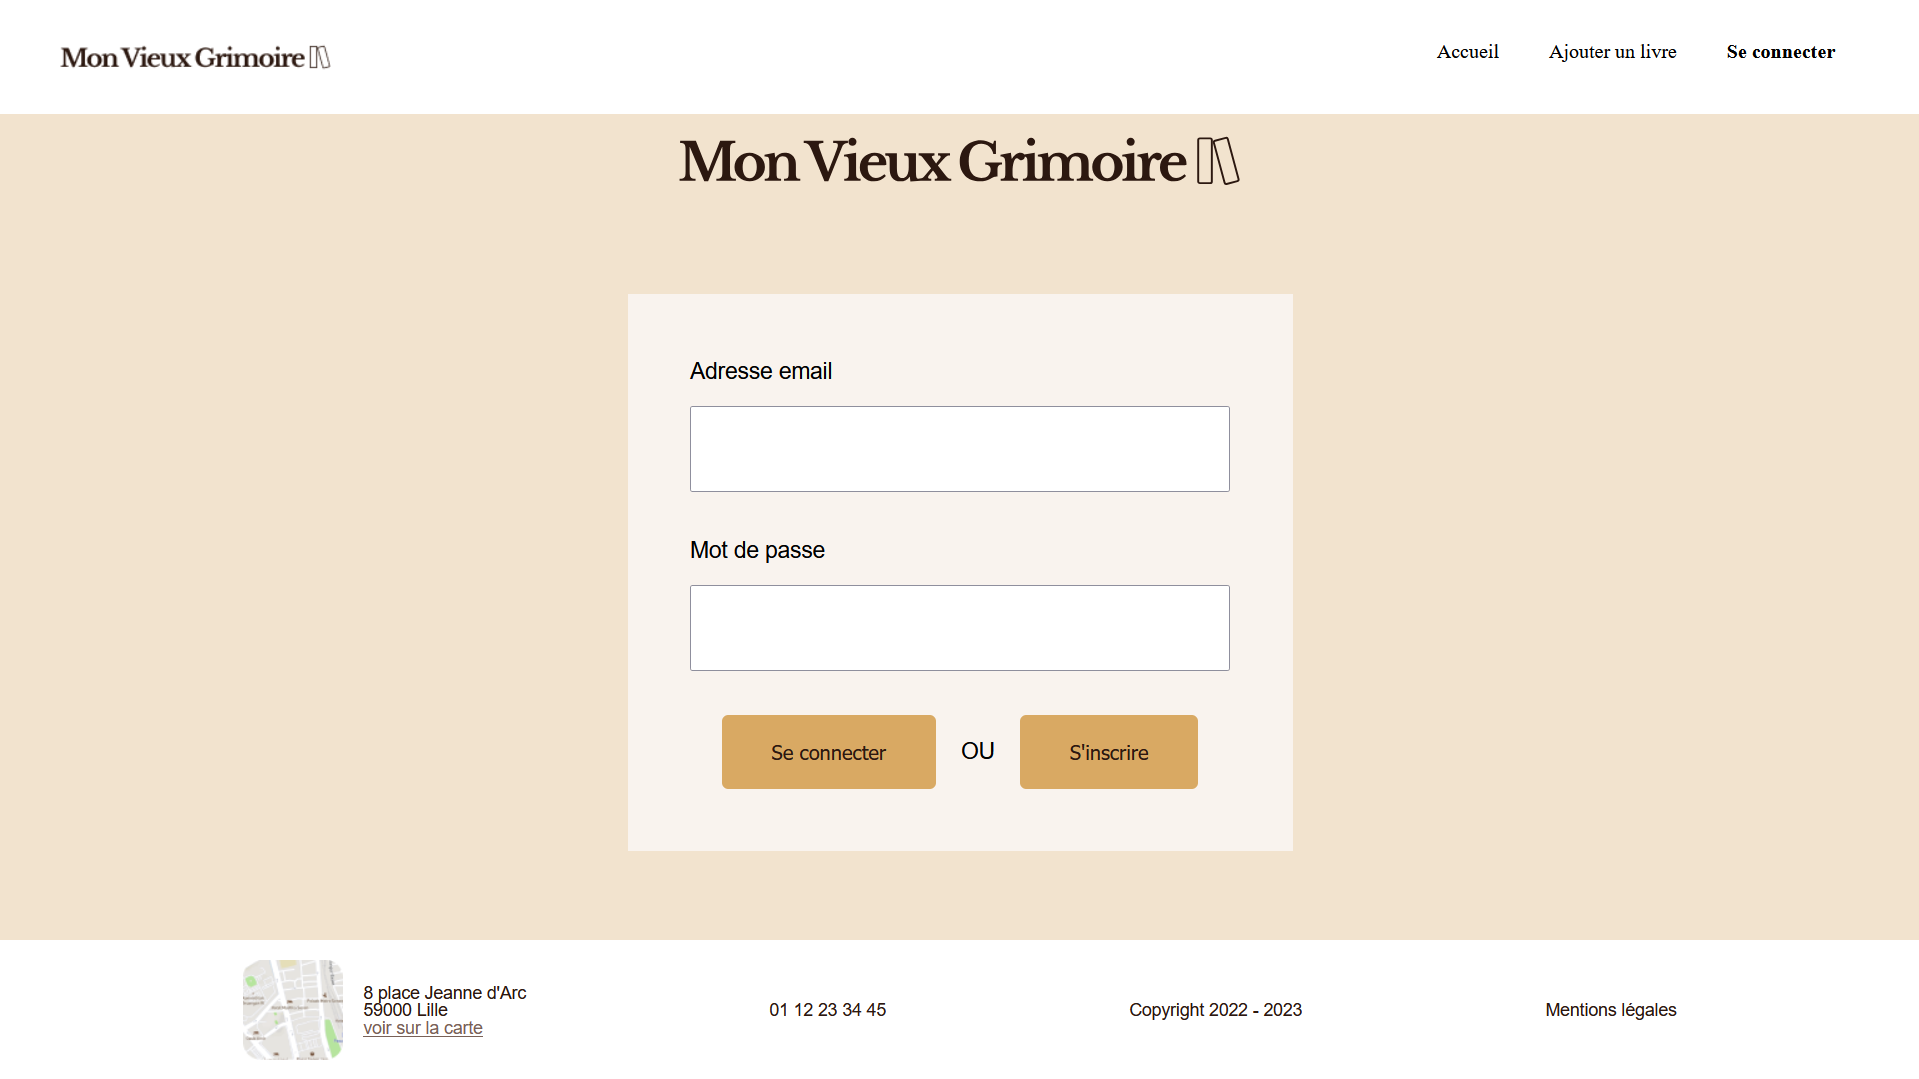 Mon Vieux Grimoire
Accueil
Ajouter un livre
Se connecter
Mon Vieux Grimoire
Adresse email
Mot de passe
Se connecter
OU
S'inscrire
8 place Jeanne d'Arc
59000 Lille
voir sur la carte
01 12 23 34 45
Copyright 2022 - 2023
Mentions légales